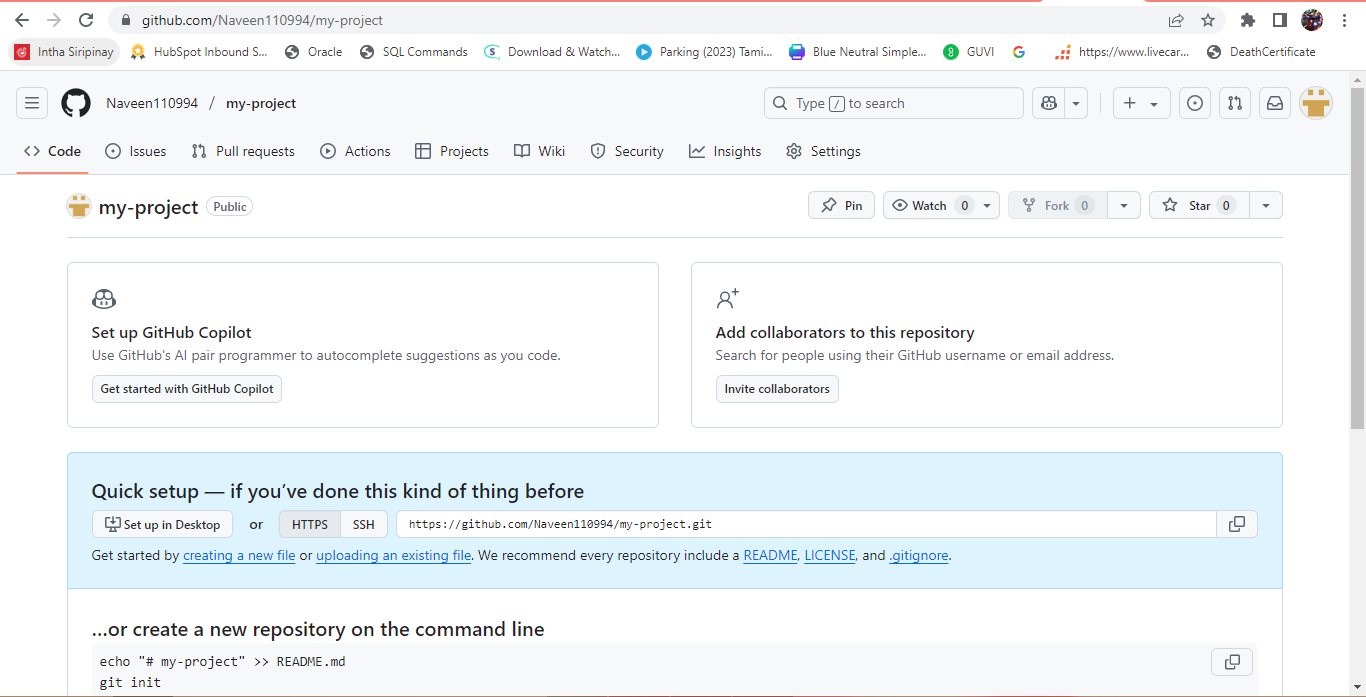 github.com/Naveen110994/my-project
Intha Siripinay HubSpot Inbound S... Oracle SQL Commands Download & Watch... Parking (2023) Tami... Blue Neutral Simple... GUVI https://www.livecar... DeathCertificate
Naveen110994 / my-project Type / to search
Code Issues Pull requests Actions Projects Wiki Security Insights Settings
my-project Public Pin Watch 0 Fork 0 Star 0
Set up GitHub Copilot
Use GitHub's AI pair programmer to autocomplete suggestions as you code.
Get started with GitHub Copilot
Add collaborators to this repository
Search for people using their GitHub username or email address.
Invite collaborators
Quick setup — if you’ve done this kind of thing before
Set up in Desktop or HTTPS SSH https://github.com/Naveen110994/my-project.git
Get started by creating a new file or uploading an existing file. We recommend every repository include a README, LICENSE, and .gitignore.
…or create a new repository on the command line
echo "# my-project" >> README.md
git init